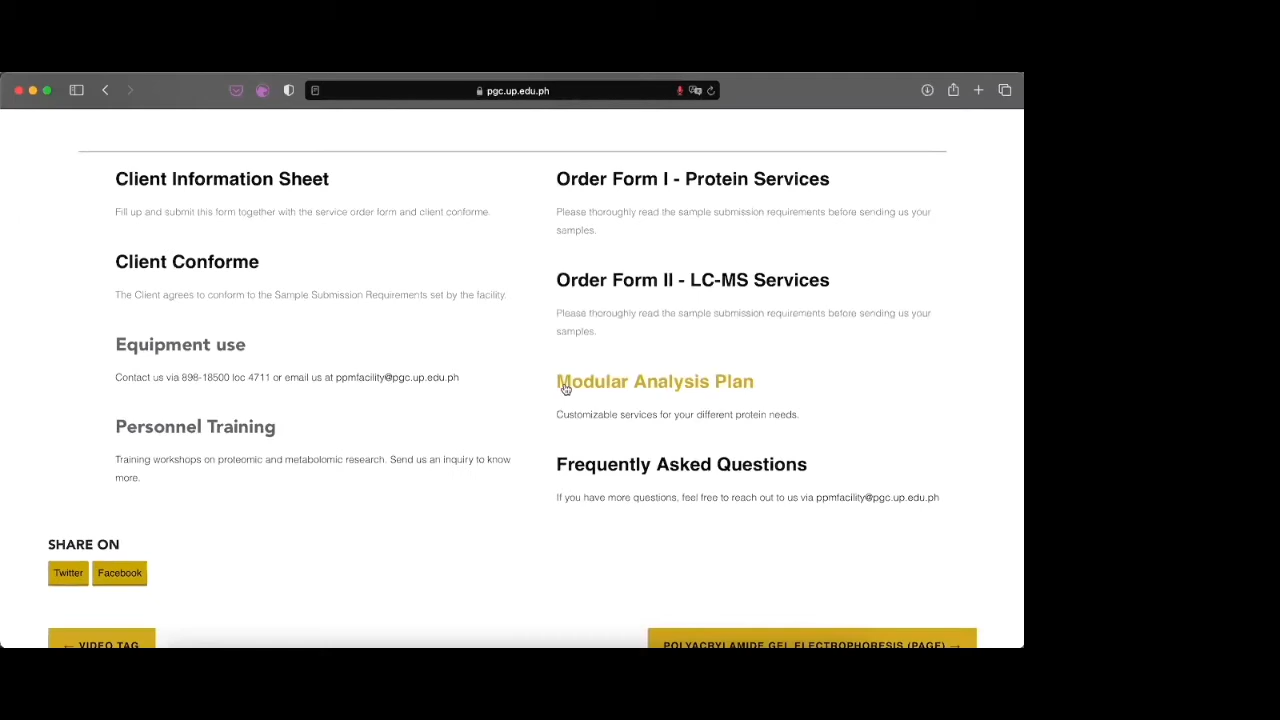 pgc.up.edu.ph
Client Information Sheet
Fill up and submit this form together with the service order form and client conforme.
Client Conforme
The Client agrees to conform to the Sample Submission Requirements set by the facility.
Equipment use
Contact us via 898-18500 loc 4711 or email us at ppmfacility@pgc.up.edu.ph
Personnel Training
Training workshops on proteomic and metabolomic research. Send us an inquiry to know
more.
Order Form I - Protein Services
Please thoroughly read the sample submission requirements before sending us your
samples.
Order Form II - LC-MS Services
Please thoroughly read the sample submission requirements before sending us your
samples.
Modular Analysis Plan
Customizable services for your different protein needs.
Frequently Asked Questions
If you have more questions, feel free to reach out to us via ppmfacility@pgc.up.edu.ph
SHARE ON
Twitter Facebook
← VIDEO TAG
POLYACRYLAMIDE GEL ELECTROPHORESIS (PAGE) →